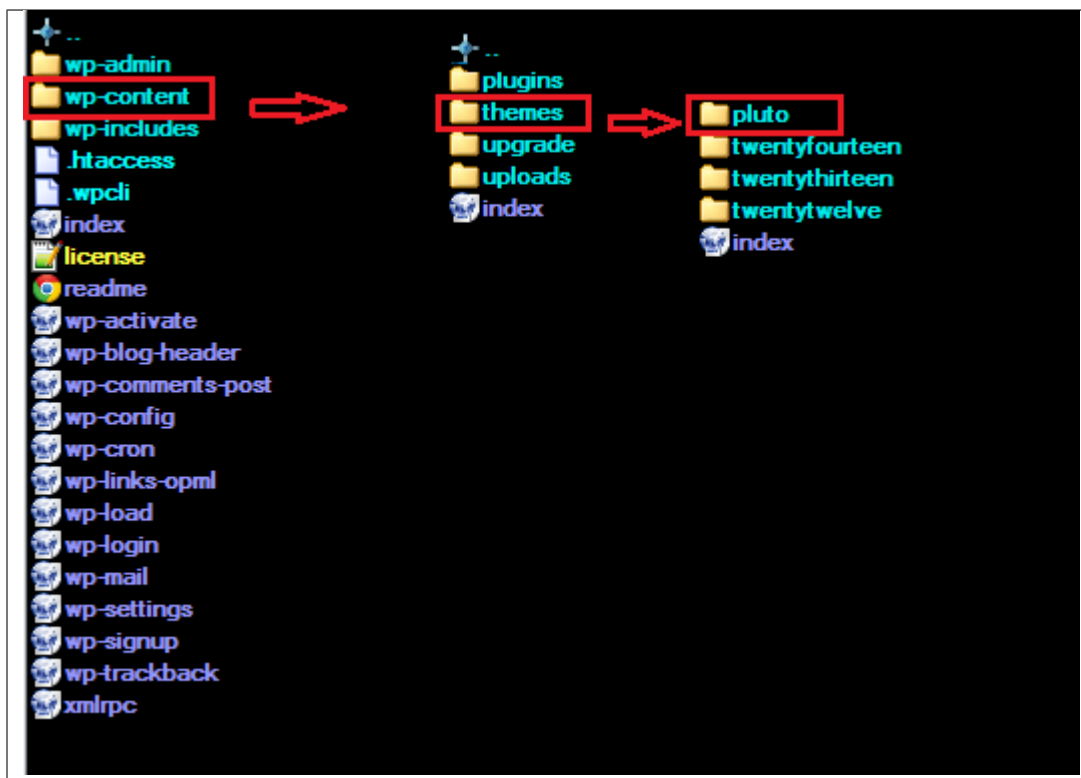 ..
wp-admin
wp-content
wp-includes
.htaccess
.wpcli
index
license
readme
wp-activate
wp-blog-header
wp-comments-post
wp-config
wp-cron
wp-links-opml
wp-load
wp-login
wp-mail
wp-settings
wp-signup
wp-trackback
xmlrpc
..
plugins
themes
upgrade
uploads
index
pluto
twentyfourteen
twentythirteen
twentytwelve
index